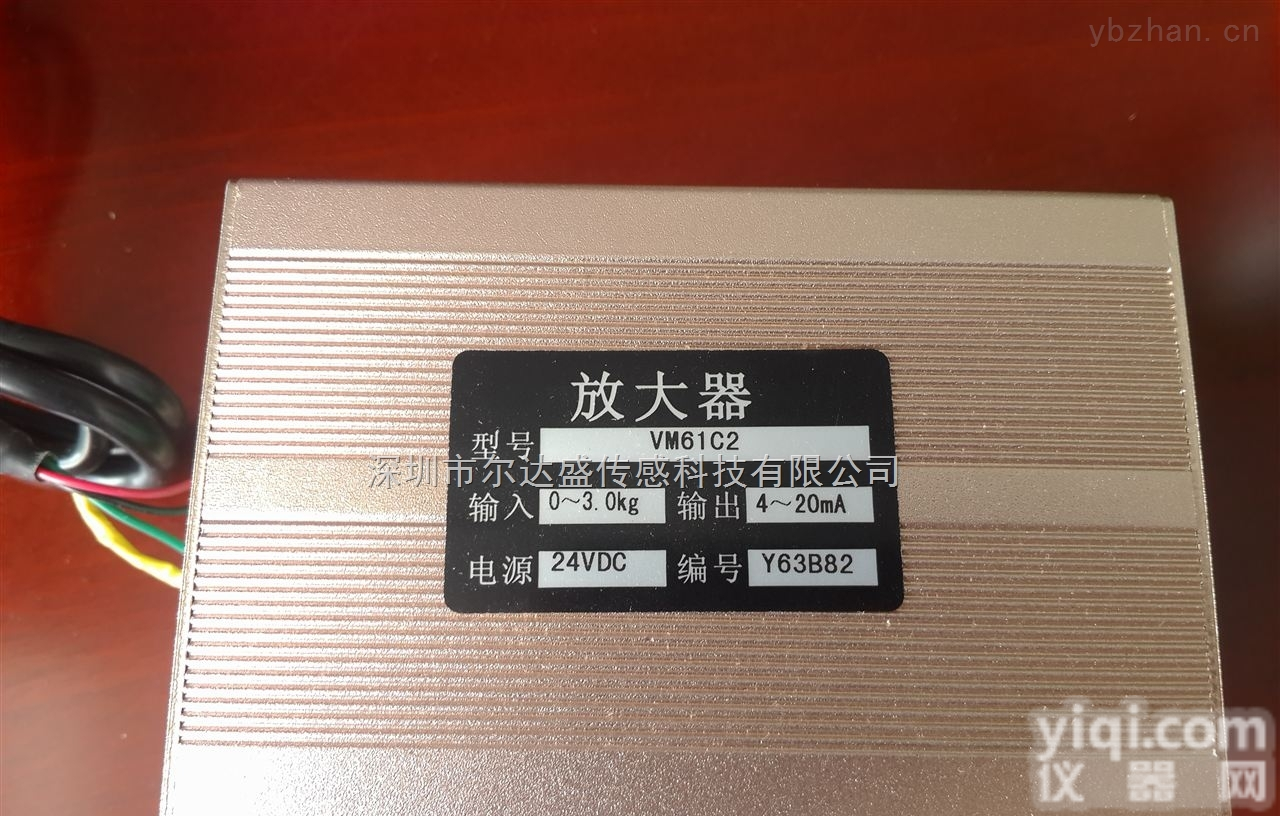 ybzhan.cn
放大器
型号 VM61C2
深圳市尔达盛传感科技有限公司
输入 0～3.0kg 输出 4～20mA
电源 24VDC 编号 Y63B82
yiqi.com
仪器网